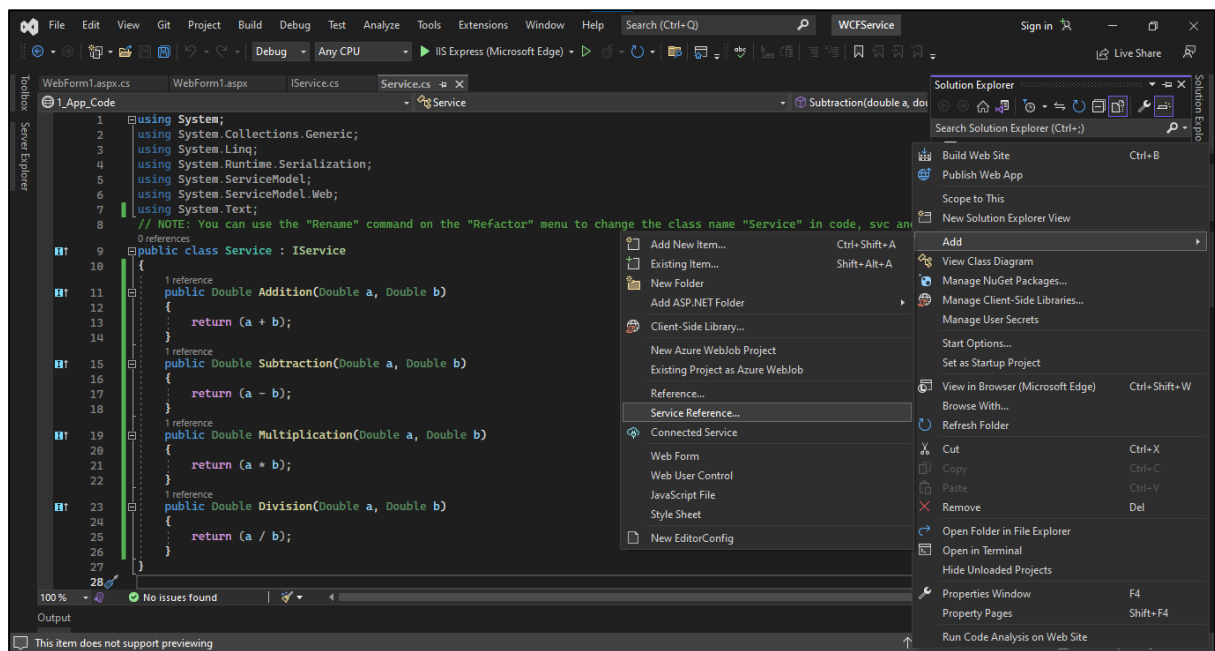 File Edit View Git Project Build Debug Test Analyze Tools Extensions Window Help Search (Ctrl+Q) WCFService Sign in
Debug Any CPU IIS Express (Microsoft Edge) Live Share
Toolbox
Server Explorer
WebForm1.aspx.cs WebForm1.aspx IService.cs Service.cs
1_App_Code Service Subtraction(double a, dou
1 using System;
2 using System.Collections.Generic;
3 using System.Linq;
4 using System.Runtime.Serialization;
5 using System.ServiceModel;
6 using System.ServiceModel.Web;
7 using System.Text;
8 // NOTE: You can use the "Rename" command on the "Refactor" menu to change the class name "Service" in code, svc and
0 references
9 public class Service : IService
10 {
1 reference
11 public Double Addition(Double a, Double b)
12 {
13 return (a + b);
14 }
1 reference
15 public Double Subtraction(Double a, Double b)
16 {
17 return (a - b);
18 }
1 reference
19 public Double Multiplication(Double a, Double b)
20 {
21 return (a * b);
22 }
1 reference
23 public Double Division(Double a, Double b)
24 {
25 return (a / b);
26 }
27 }
28
100 % No issues found
Output
This item does not support previewing
Add New Item... Ctrl+Shift+A
Existing Item... Shift+Alt+A
New Folder
Add ASP.NET Folder
Client-Side Library...
New Azure WebJob Project
Existing Project as Azure WebJob
Reference...
Service Reference...
Connected Service
Web Form
Web User Control
JavaScript File
Style Sheet
New EditorConfig
Solution Explorer
Search Solution Explorer (Ctrl+;)
Solution Explo
Build Web Site Ctrl+B
Publish Web App
Scope to This
New Solution Explorer View
Add
View Class Diagram
Manage NuGet Packages...
Manage Client-Side Libraries...
Manage User Secrets
Start Options...
Set as Startup Project
View in Browser (Microsoft Edge) Ctrl+Shift+W
Browse With...
Refresh Folder
Cut Ctrl+X
Copy Ctrl+C
Paste Ctrl+V
Remove Del
Open Folder in File Explorer
Open in Terminal
Hide Unloaded Projects
Properties Window F4
Property Pages Shift+F4
Run Code Analysis on Web Site